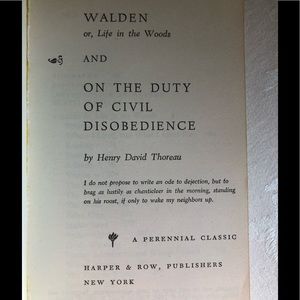 WALDEN
or, Life in the Woods
AND
ON THE DUTY
OF CIVIL
DISOBEDIENCE
by Henry David Thoreau
I do not propose to write an ode to dejection, but to
brag as lustily as chanticleer in the morning, standing
on his roost, if only to wake my neighbors up.
A PERENNIAL CLASSIC
HARPER & ROW, PUBLISHERS
NEW YORK